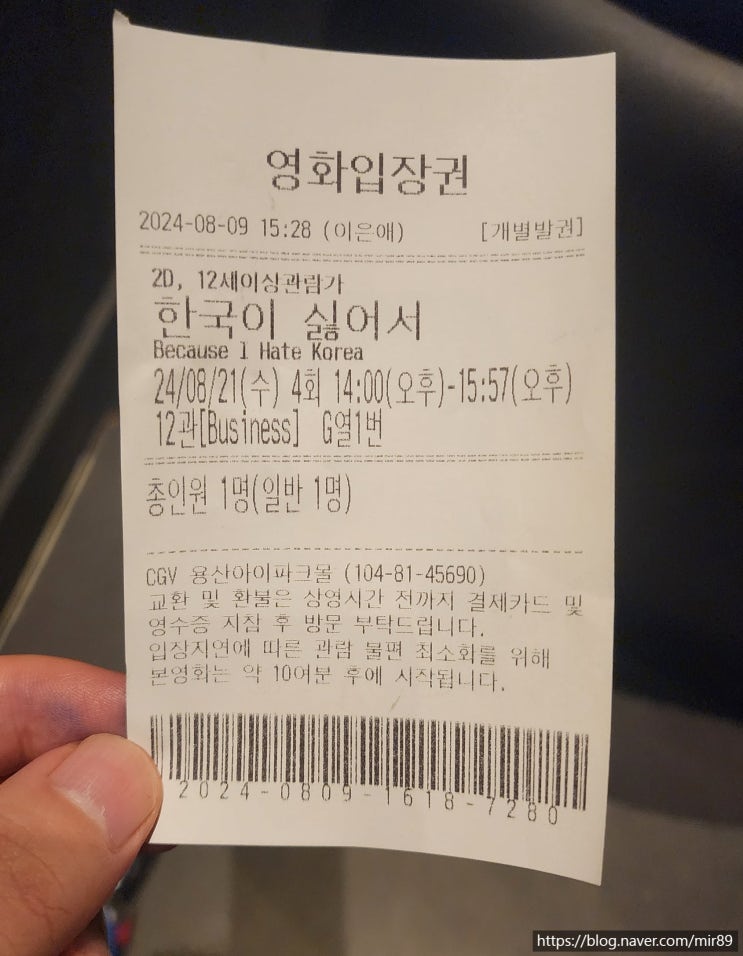 영화입장권
2024-08-09 15:28 (이은애) [개별발권]
2D, 12세이상관람가
한국이 싫어서
Because I Hate Korea
24/08/21(수) 4회 14:00(오후)-15:57(오후)
12관[Business] G열1번
총인원 1명(일반 1명)
CGV 용산아이파크몰 (104-81-45690)
교환 및 환불은 상영시간 전까지 결제카드 및
영수증 지참 후 방문 부탁드립니다.
입장지연에 따른 관람 불편 최소화를 위해
본영화는 약 10여분 후에 시작됩니다.
2024-0809-1618-7280
https://blog.naver.com/mir89